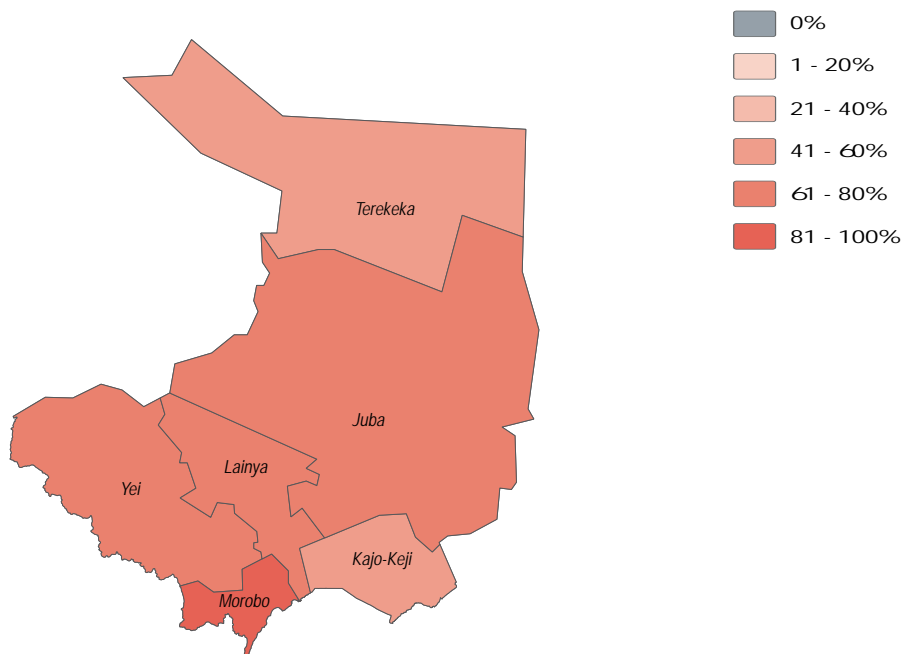 0%
1 - 20%
21 - 40%
41 - 60%
61 - 80%
81 - 100%
Terekeka
Juba
Lainya
Yei
Kajo-Keji
Morobo